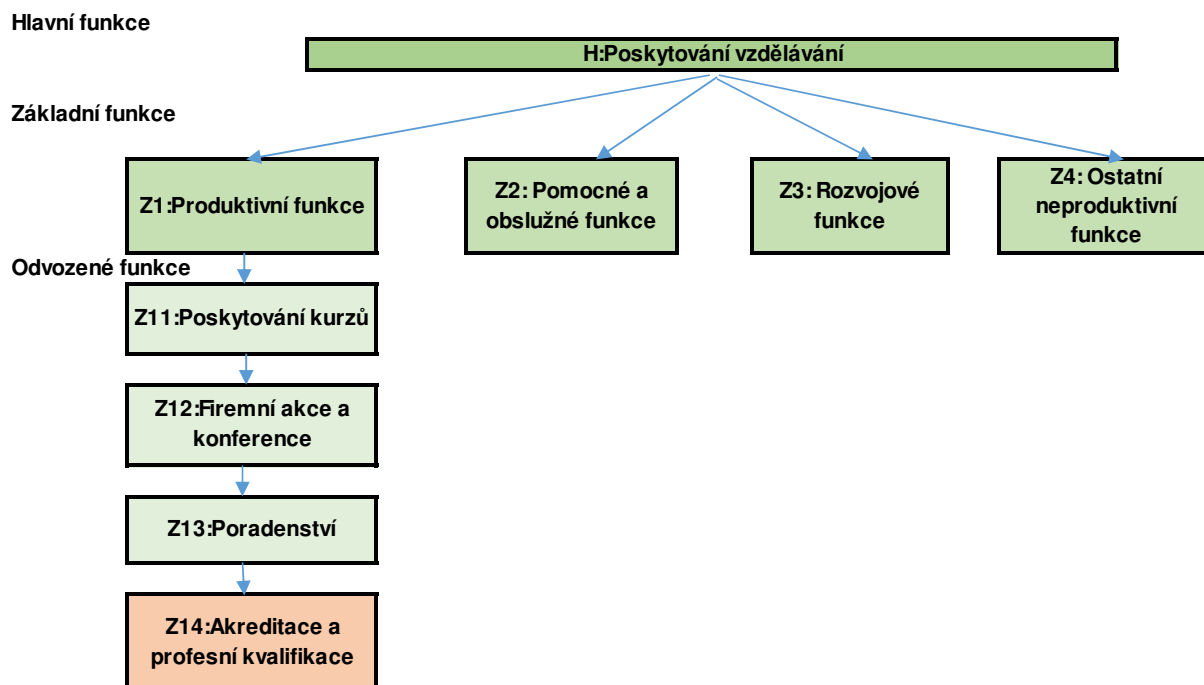 Hlavní funkce
H:Poskytování vzdělávání
Základní funkce
Z1:Produktivní funkce
Z2: Pomocné a
obslužné funkce
Z3: Rozvojové
funkce
Z4: Ostatní
neproduktivní
funkce
Odvozené funkce
Z11:Poskytování kurzů
Z12:Firemní akce a
konference
Z13:Poradenství
Z14:Akreditace a
profesní kvalifikace